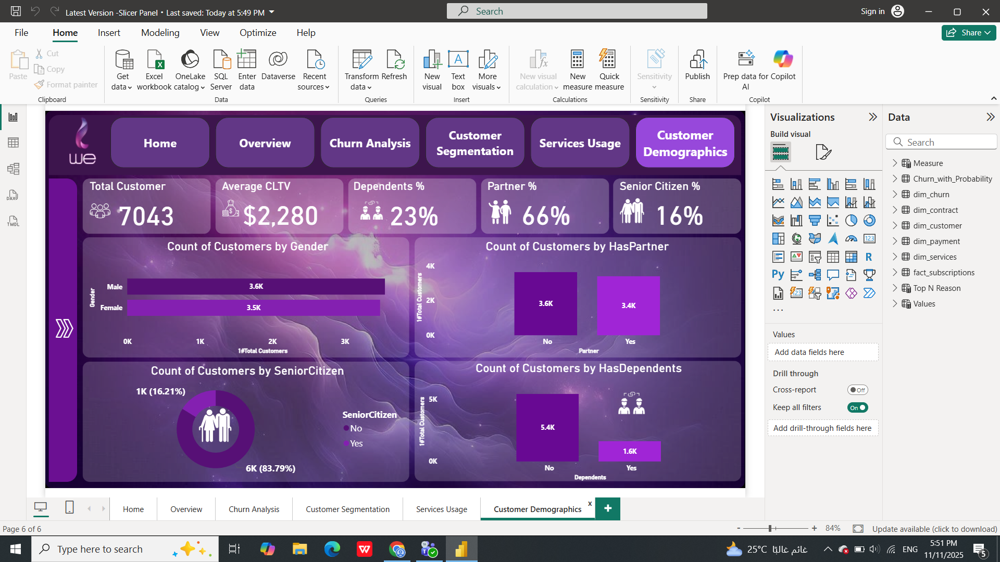 Latest Version -Slicer Panel • Last saved: Today at 5:49 PM
Search
Sign in
File Home Insert Modeling View Optimize Help
Share
Paste
Cut
Copy
Format painter
Clipboard
Get data
Excel workbook
OneLake catalog
SQL Server
Enter data
Dataverse
Recent sources
Data
Transform data
Refresh
Queries
New visual
Text box
More visuals
Insert
New visual calculation
New measure
Quick measure
Calculations
Sensitivity
Sensitivity
Publish
Share
Prep data for AI
Copilot
Copilot
DAX
TMDL
we
Home
Overview
Churn Analysis
Customer Segmentation
Services Usage
Customer Demographics
Total Customer
7043
Average CLTV
$2,280
Dependents %
23%
Partner %
66%
Senior Citizen %
16%
Count of Customers by Gender
Gender
Male
3.6K
Female
3.5K
0K 1K 2K 3K
1#Total Customers
Count of Customers by HasPartner
1#Total Customers
4K
2K
0K
3.6K
3.4K
No Yes
Partner
Count of Customers by SeniorCitizen
1K (16.21%)
6K (83.79%)
SeniorCitizen
No
Yes
Count of Customers by HasDependents
1#Total Customers
5K
0K
5.4K
1.6K
No Yes
Dependents
Visualizations
Build visual
123
R
Py
123
...
Values
Add data fields here
Drill through
Cross-report
Off
Keep all filters
On
Add drill-through fields here
Data
Search
Measure
Churn_with_Probability
dim_churn
dim_contract
dim_customer
dim_payment
dim_services
fact_subscriptions
Top N Reason
Values
Home
Overview
Churn Analysis
Customer Segmentation
Services Usage
Customer Demographics
x
+
Page 6 of 6
- + 84%
Update available (click to download)
Type here to search
25°C غائم غالبًا
ENG
5:51 PM
11/11/2025
5